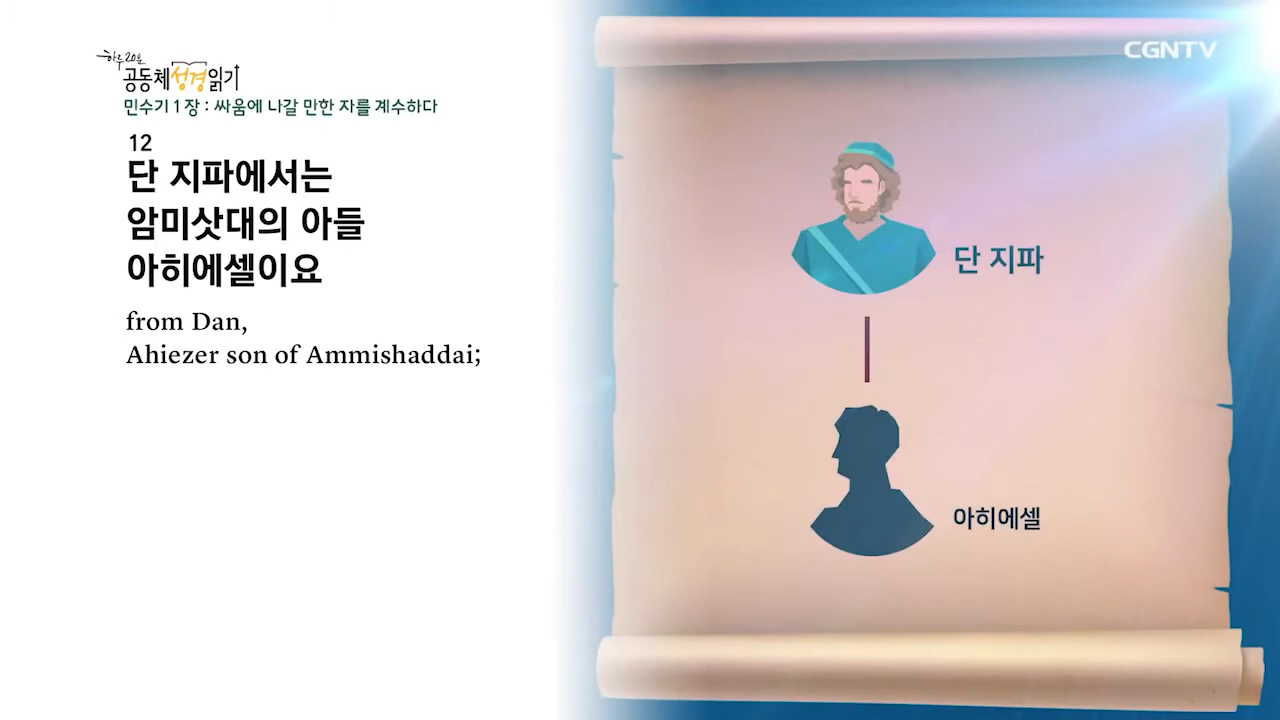 하루 20분
공동체성경읽기
민수기 1장 : 싸움에 나갈 만한 자를 계수하다
12
단 지파에서는
암미삿대의 아들
아히에셀이요
from Dan,
Ahiezer son of Ammishaddai;
CGNTV
단 지파
아히에셀